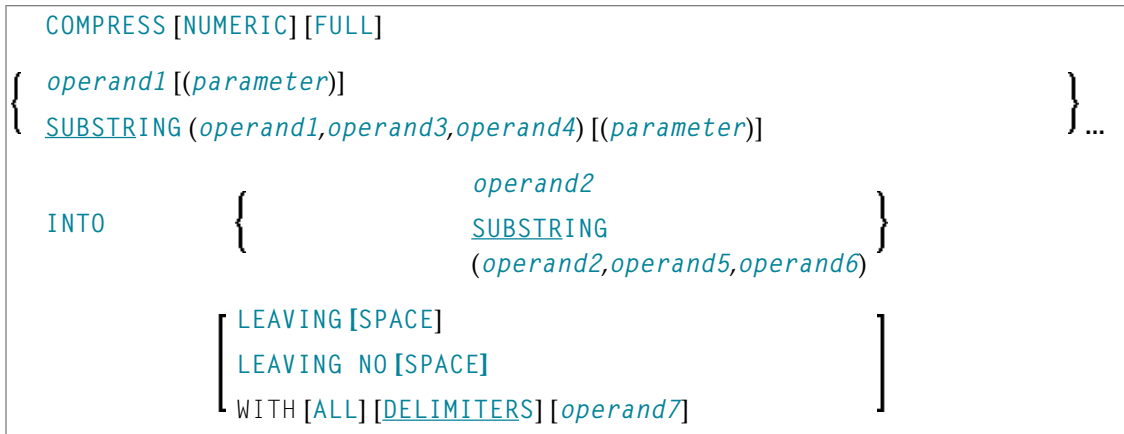 COMPRESS [NUMERIC] [FULL]
operand1 [(parameter)]
SUBSTRING (operand1,operand3,operand4) [(parameter)]
...
operand2
INTO
SUBSTRING
(operand2,operand5,operand6)
LEAVING [SPACE]
LEAVING NO [SPACE]
WITH [ALL] [DELIMITERS] [operand7]